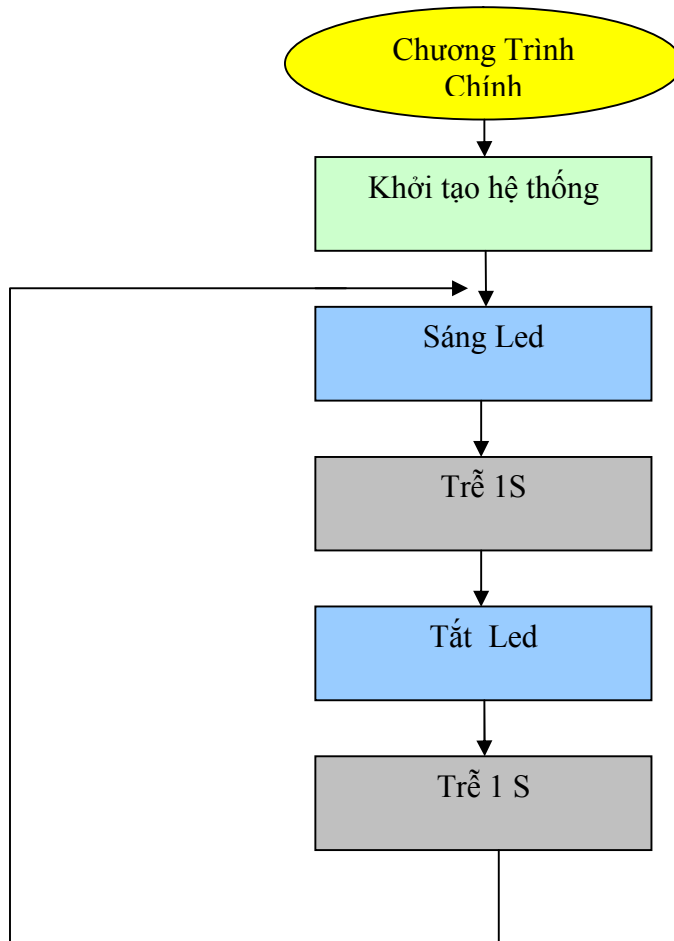 Chương Trình
Chính
Khởi tạo hệ thống
Sáng Led
Trễ 1S
Tắt Led
Trễ 1 S